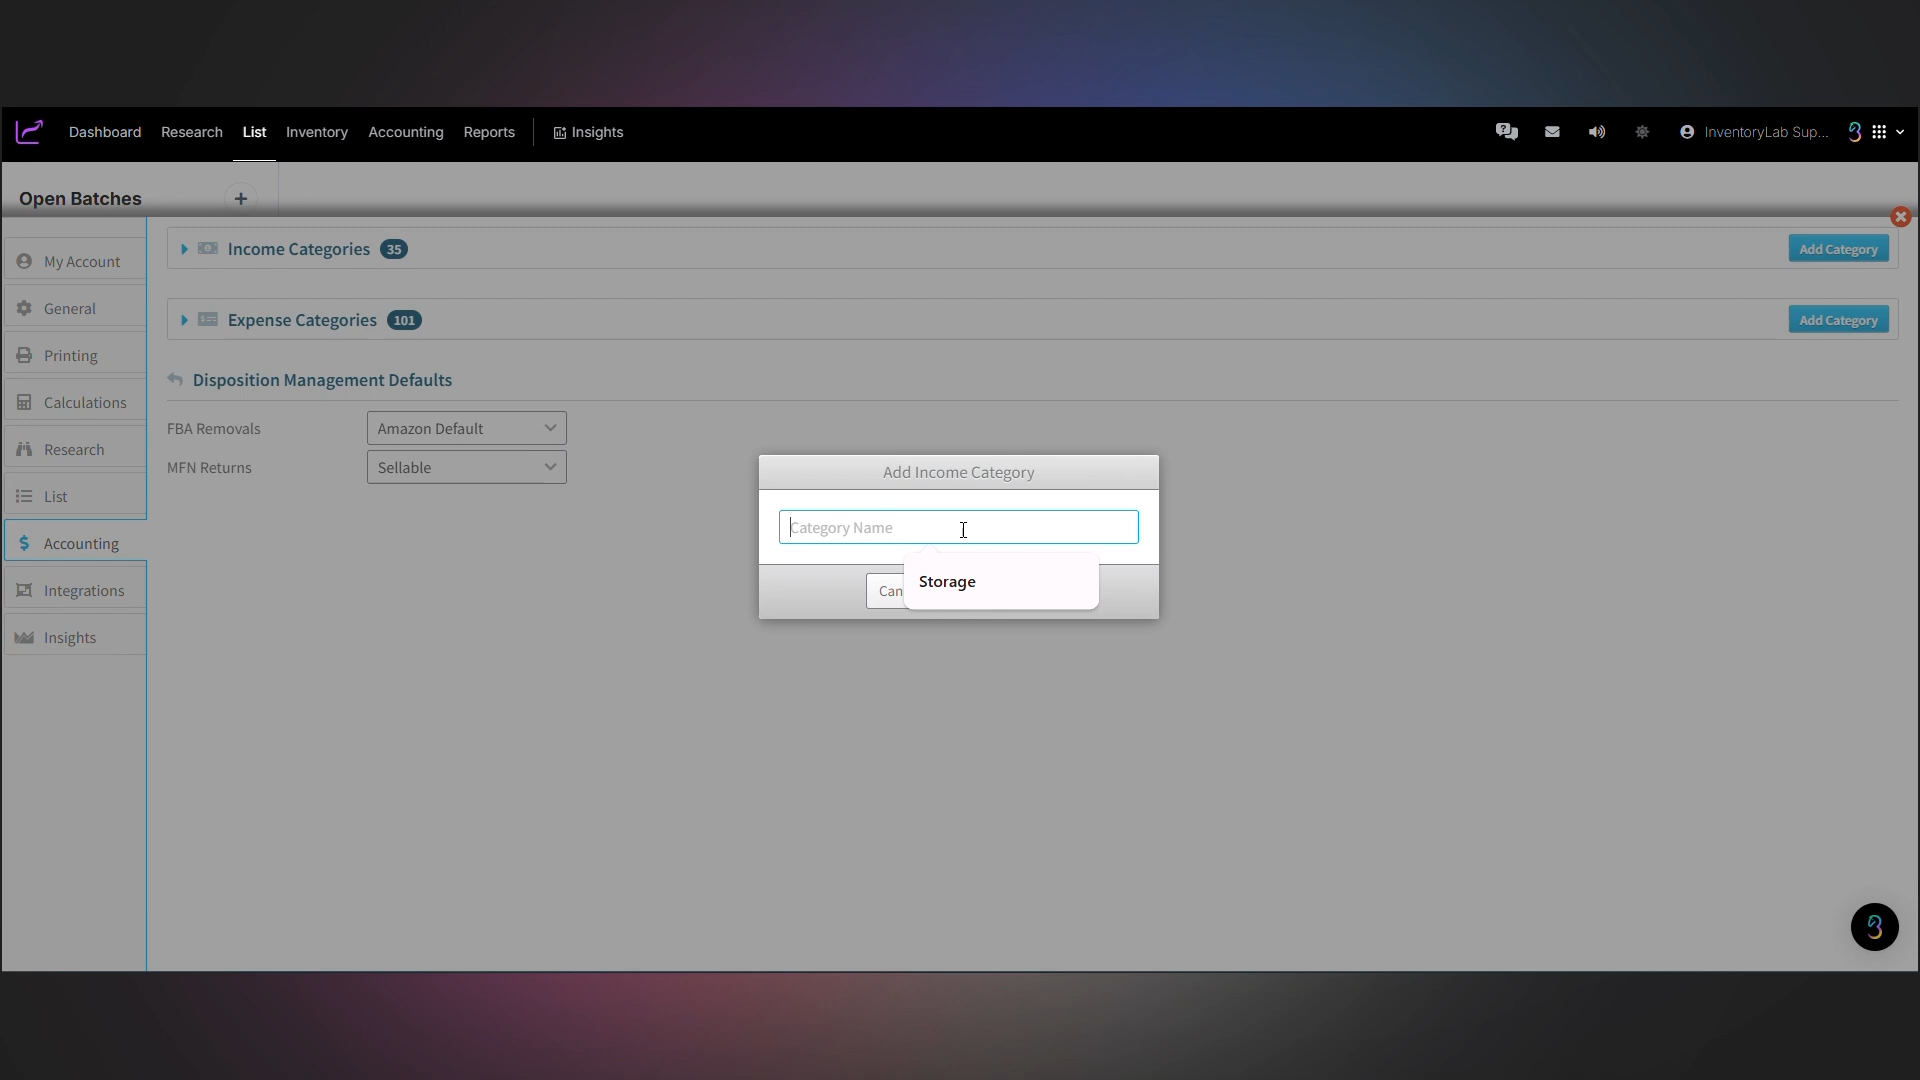 Dashboard Research List Inventory Accounting Reports Insights InventoryLab Sup...
Open Batches
My Account
General
Printing
Calculations
Research
List
Accounting
Integrations
Insights
Income Categories 35 Add Category
Expense Categories 101 Add Category
Disposition Management Defaults
FBA Removals Amazon Default
MFN Returns Sellable
Add Income Category
Category Name
Storage
Can